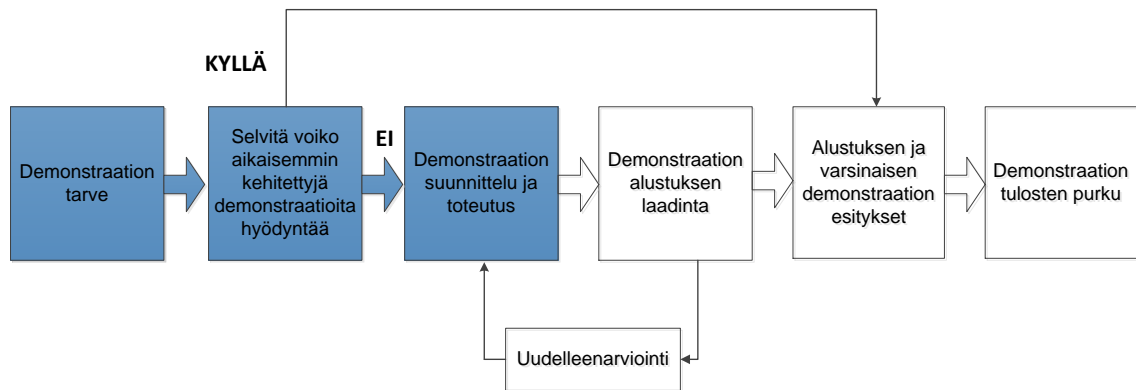 KYLLÄ
Demonstraation
tarve
Selvitä voiko
aikaisemmin
kehitettyjä
demonstraatioita
hyödyntää
EI
Demonstraation
suunnittelu ja
toteutus
Demonstraation
alustuksen
laadinta
Alustuksen ja
varsinaisen
demonstraation
esitykset
Demonstraation
tulosten purku
Uudelleenarviointi